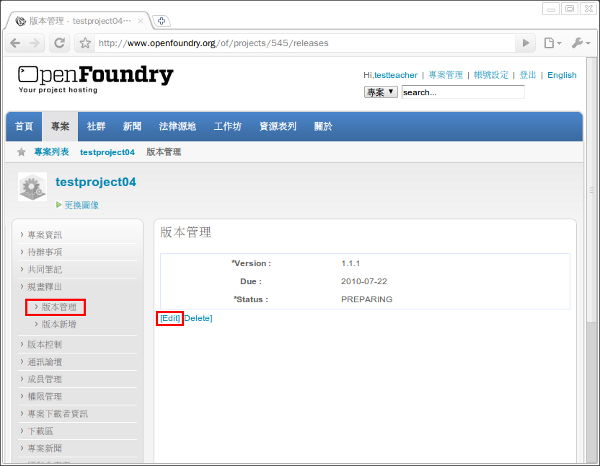 版本管理 - testproject04…
http://www.openfoundry.org/of/projects/545/releases
OpenFoundry
Your project hosting
Hi,testteacher | 專案管理 | 帳號設定 | 登出 | English
專案 search...
首頁 專案 社群 新聞 法律源地 工作坊 資源表列 關於
專案列表 testproject04 版本管理
testproject04
更換圖像
專案資訊
待辦事項
共同筆記
規畫釋出
版本管理
版本新增
版本控制
通訊論壇
成員管理
權限管理
專案下載者資訊
下載區
專案新聞
版本管理
*Version : 1.1.1
Due : 2010-07-22
*Status : PREPARING
[Edit] [Delete]